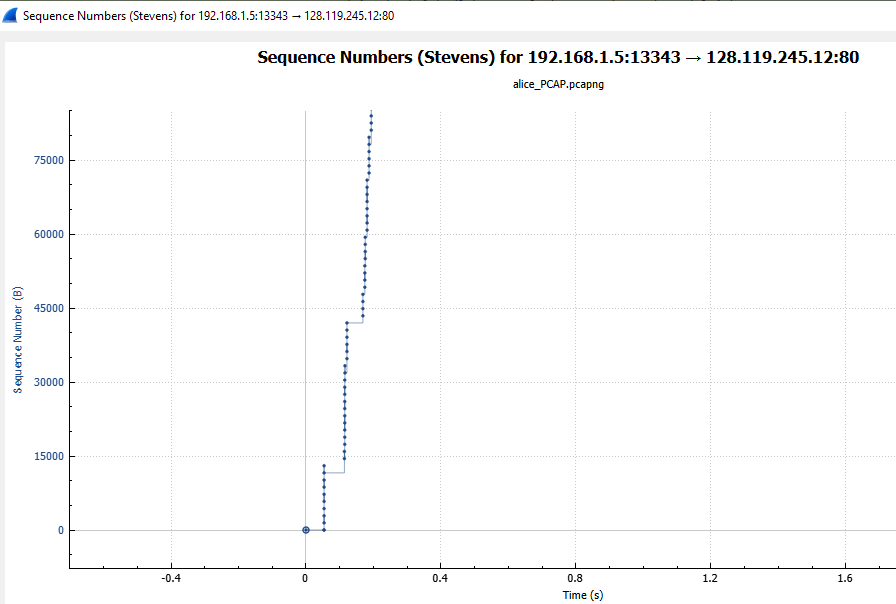 Sequence Numbers (Stevens) for 192.168.1.5:13343 → 128.119.245.12:80
Sequence Numbers (Stevens) for 192.168.1.5:13343 → 128.119.245.12:80
alice_PCAP.pcapng
75000
60000
45000
30000
15000
0
Sequence Number (B)
-0.4
0
0.4
0.8
1.2
1.6
Time (s)